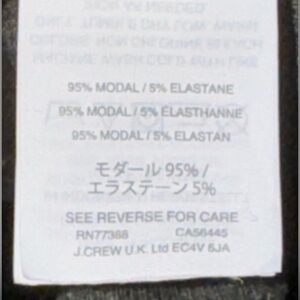 95% MODAL / 5% ELASTANE
95% MODAL / 5% ELASTHANNE
95% MODAL / 5% ELASTAN
モダール 95% /
エラステーン 5%
SEE REVERSE FOR CARE
RN77388 CA56445
J.CREW U.K. Ltd EC4V 6JA